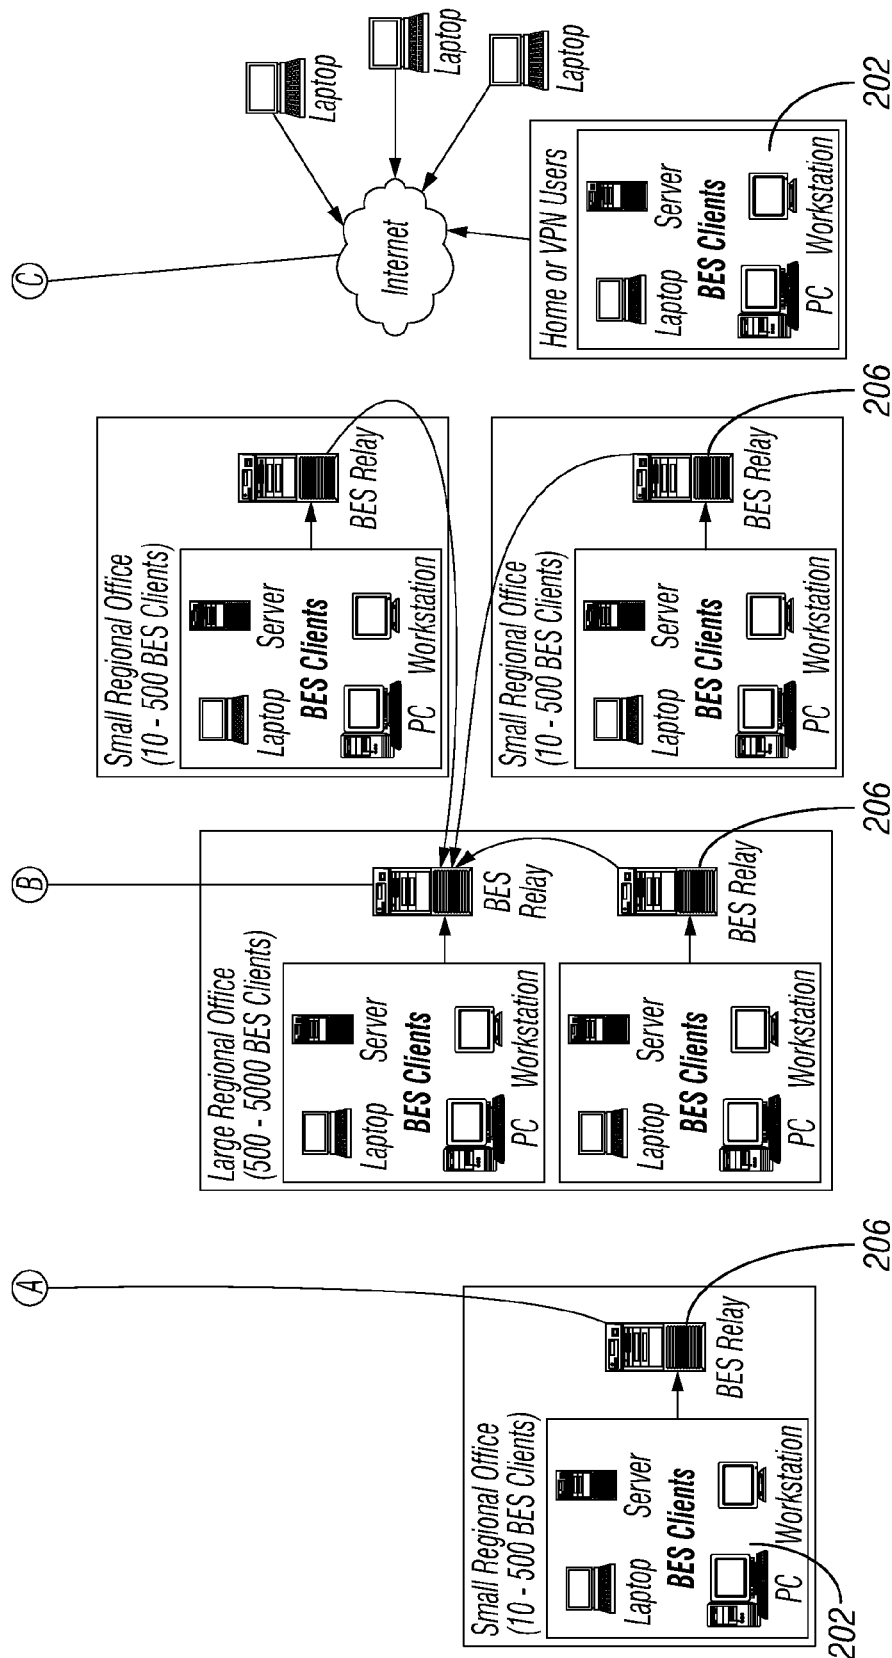 A
Small Regional Office
(10 - 500 BES Clients)
Laptop
Server
BES Clients
PC
Workstation
BES Relay
202
206
B
Large Regional Office
(500 - 5000 BES Clients)
Laptop
Server
BES Clients
PC
Workstation
BES
Relay
Laptop
Server
BES Clients
PC
Workstation
BES Relay
206
Small Regional Office
(10 - 500 BES Clients)
Laptop
Server
BES Clients
PC
Workstation
BES Relay
Small Regional Office
(10 - 500 BES Clients)
Laptop
Server
BES Clients
PC
Workstation
BES Relay
206
C
Internet
Laptop
Laptop
Laptop
Home or VPN Users
Laptop
Server
BES Clients
PC
Workstation
202